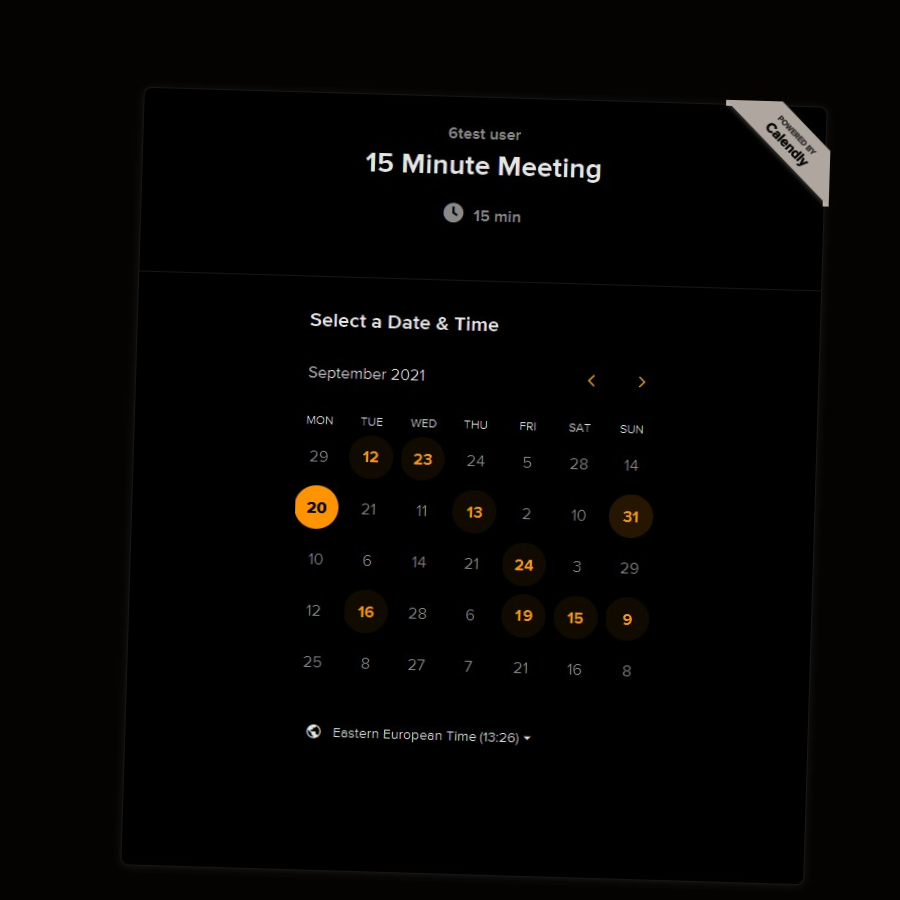 POWERED BY
Calendly
6test user
15 Minute Meeting
15 min
Select a Date & Time
September 2021
MON TUE WED THU FRI SAT SUN
29 12 23 24 5 28 14
20 21 11 13 2 10 31
10 6 14 21 24 3 29
12 16 28 6 19 15 9
25 8 27 7 21 16 8
Eastern European Time (13:26)